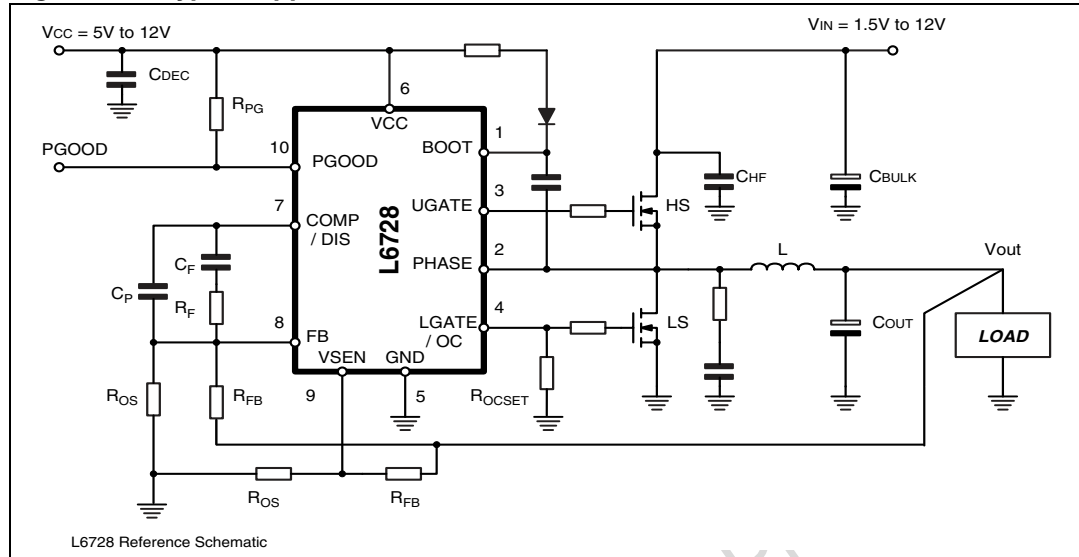 VCC = 5V to 12V
VIN = 1.5V to 12V
CDEC
6
RPG
VCC
1
BOOT
PGOOD
10
PGOOD
CHF
CBULK
3
UGATE
HS
7
COMP
/ DIS
L6728
2
PHASE
L
Vout
CF
CP
RF
4
LGATE
/ OC
LS
COUT
LOAD
8
FB
VSEN
GND
ROS
RFB
9
5
ROCSET
ROS
RFB
L6728 Reference Schematic